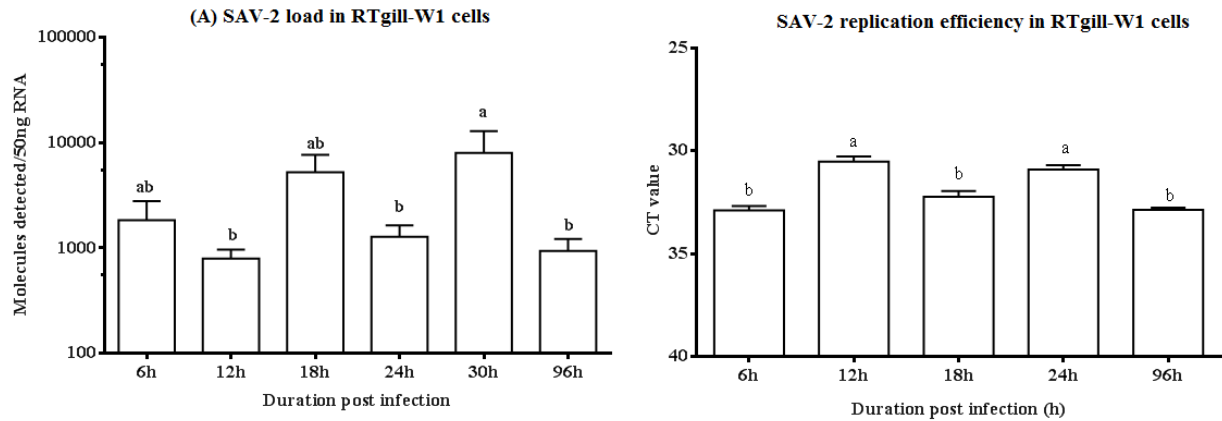 (A) SAV-2 load in RTgill-W1 cells
Molecules detected/50ng RNA
100000
10000
1000
100
ab
b
ab
b
a
b
6h 12h 18h 24h 30h 96h
Duration post infection
SAV-2 replication efficiency in RTgill-W1 cells
CT value
25
30
35
40
b
a
b
a
b
6h 12h 18h 24h 96h
Duration post infection (h)